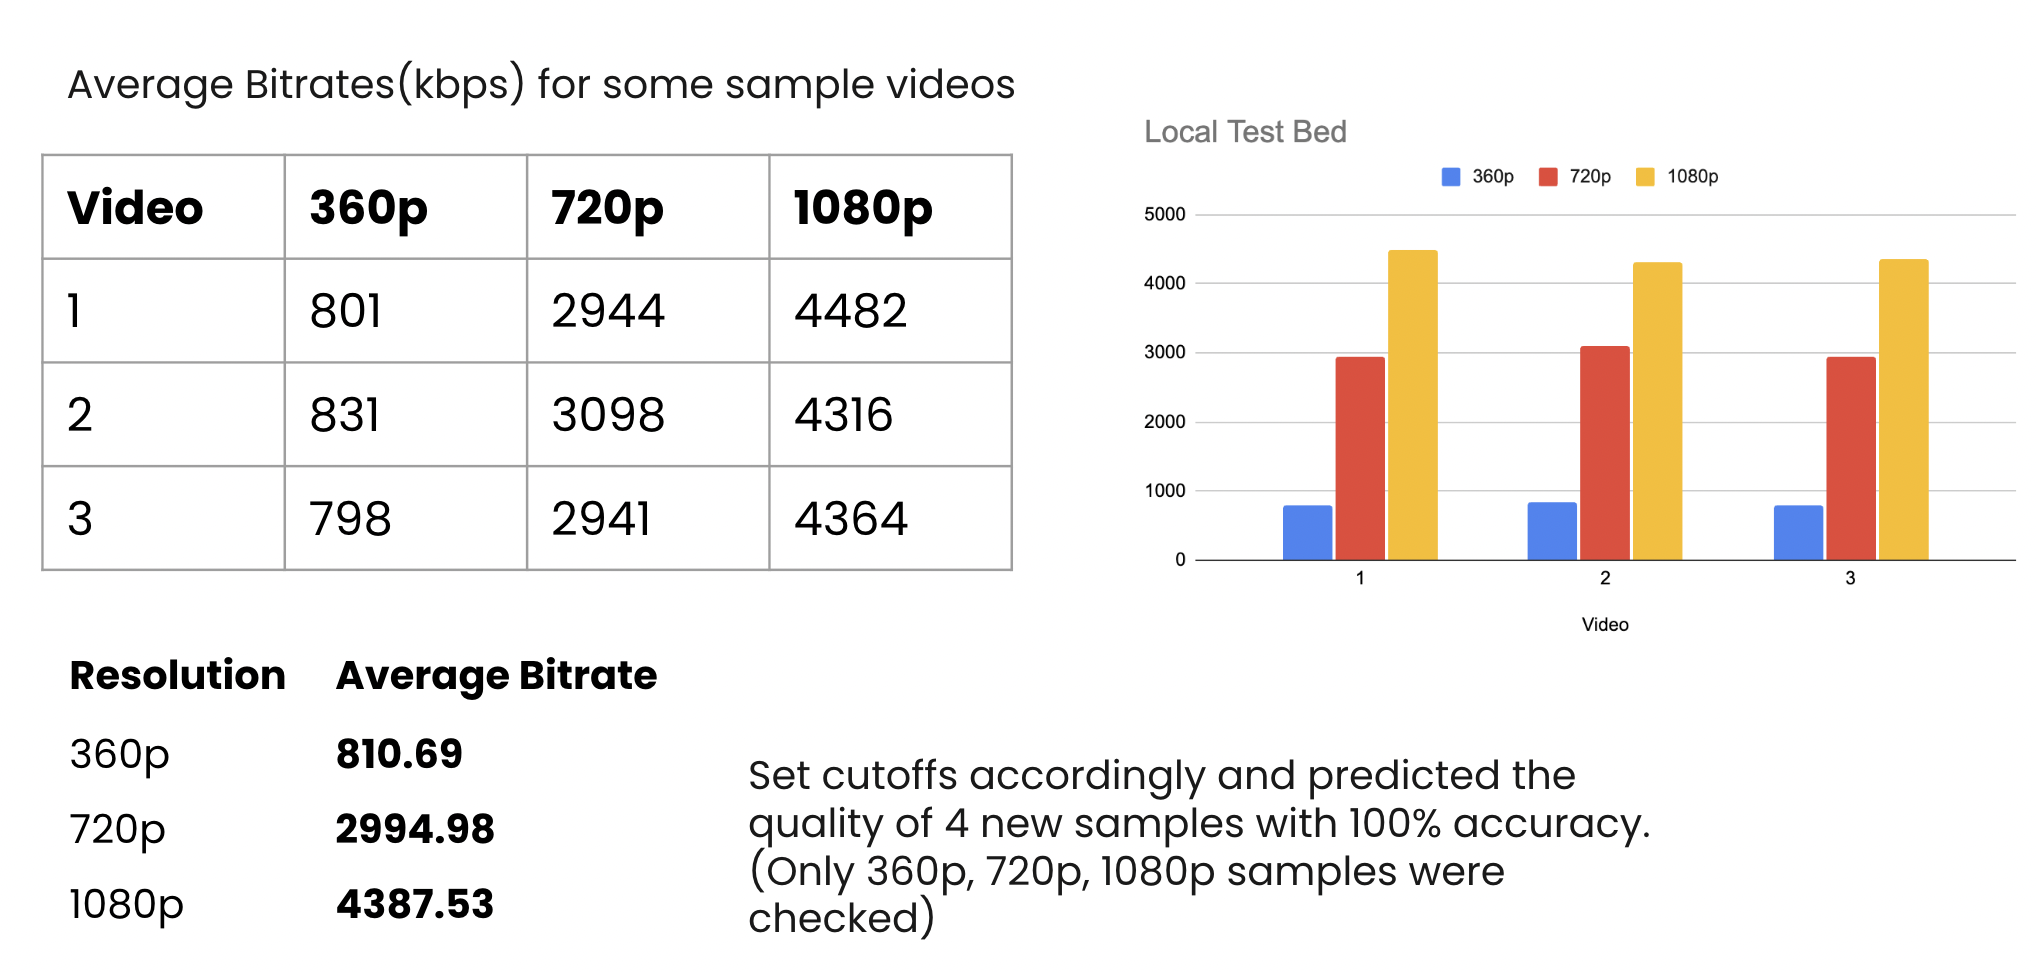 Average Bitrates(kbps) for some sample videos
Video 360p 720p 1080p
1 801 2944 4482
2 831 3098 4316
3 798 2941 4364
Local Test Bed
360p 720p 1080p
5000
4000
3000
2000
1000
0
1 2 3
Video
Resolution Average Bitrate
360p 810.69
720p 2994.98
1080p 4387.53
Set cutoffs accordingly and predicted the
quality of 4 new samples with 100% accuracy.
(Only 360p, 720p, 1080p samples were
checked)